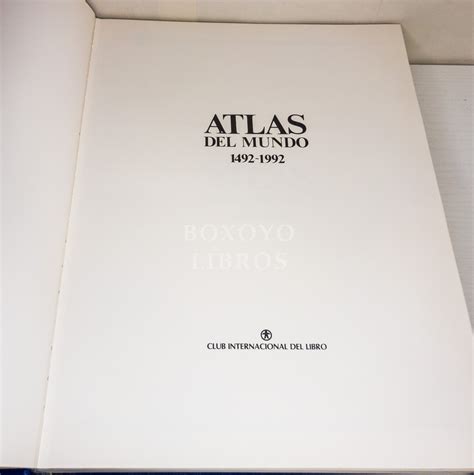 ATLAS
DEL MUNDO
1492-1992
BOXOYO
LIBROS
CLUB INTERNACIONAL DEL LIBRO